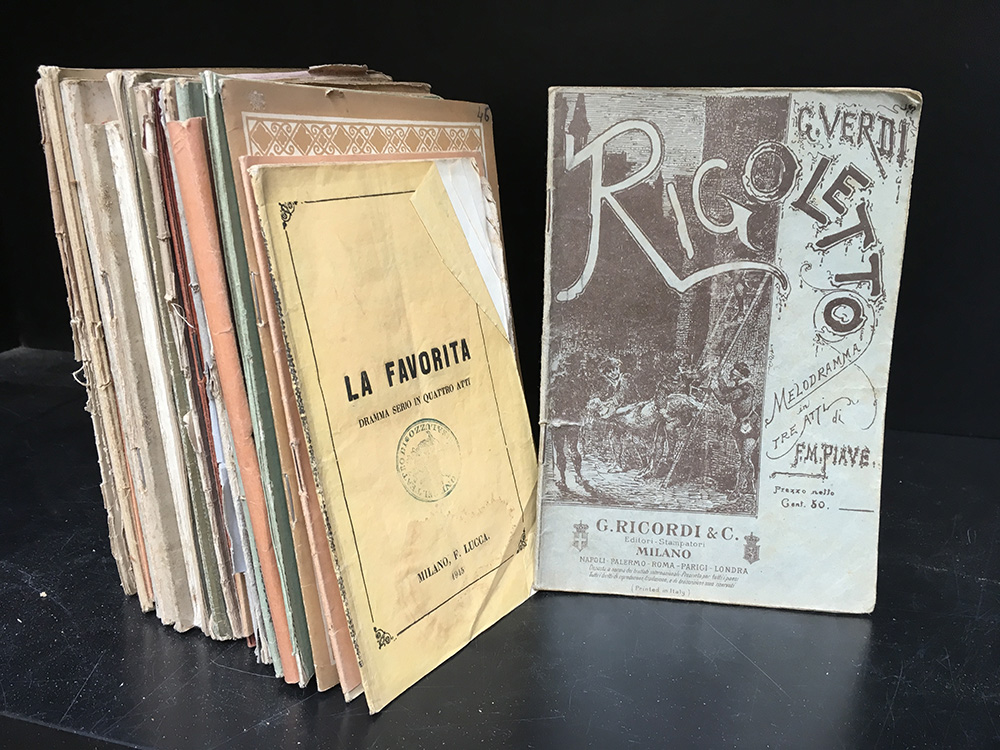 46
LA FAVORITA
DRAMMA SERIO IN QUATTRO ATTI
MILANO, F. LUCCA.
G. VERDI
RIGOLETTO
MELODRAMMA
in
TRE ATTI
di
F.M. PIAVE.
Prezzo netto
Cent. 50.
G. RICORDI & C.
Editori-Stampatori
MILANO
NAPOLI-PALERMO-ROMA-PARIGI-LONDRA
(Printed in Italy)